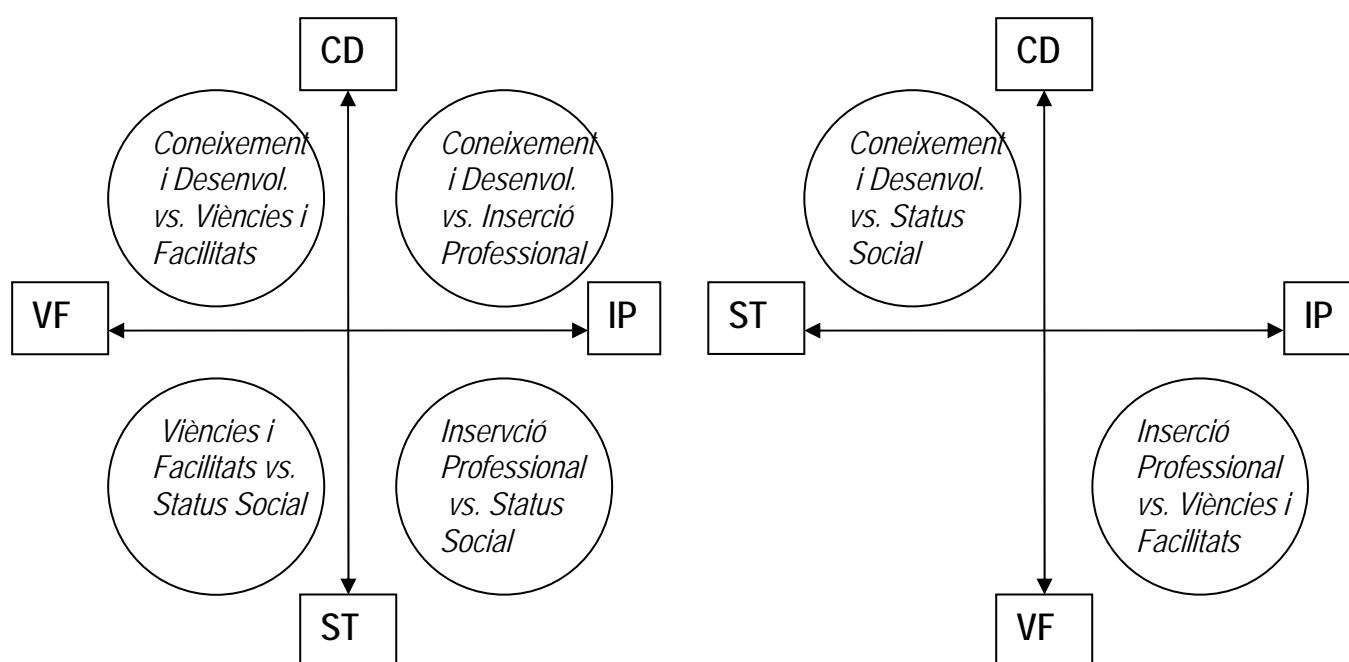 CD
Coneixement
i Desenvol.
vs. Viències i
Facilitats
Coneixement
i Desenvol.
vs. Inserció
Professional
VF
IP
Viències i
Facilitats vs.
Status Social
Inservció
Professional
vs. Status
Social
ST
CD
Coneixement
i Desenvol.
vs. Status
Social
ST
IP
Inserció
Professional
vs. Viències i
Facilitats
VF